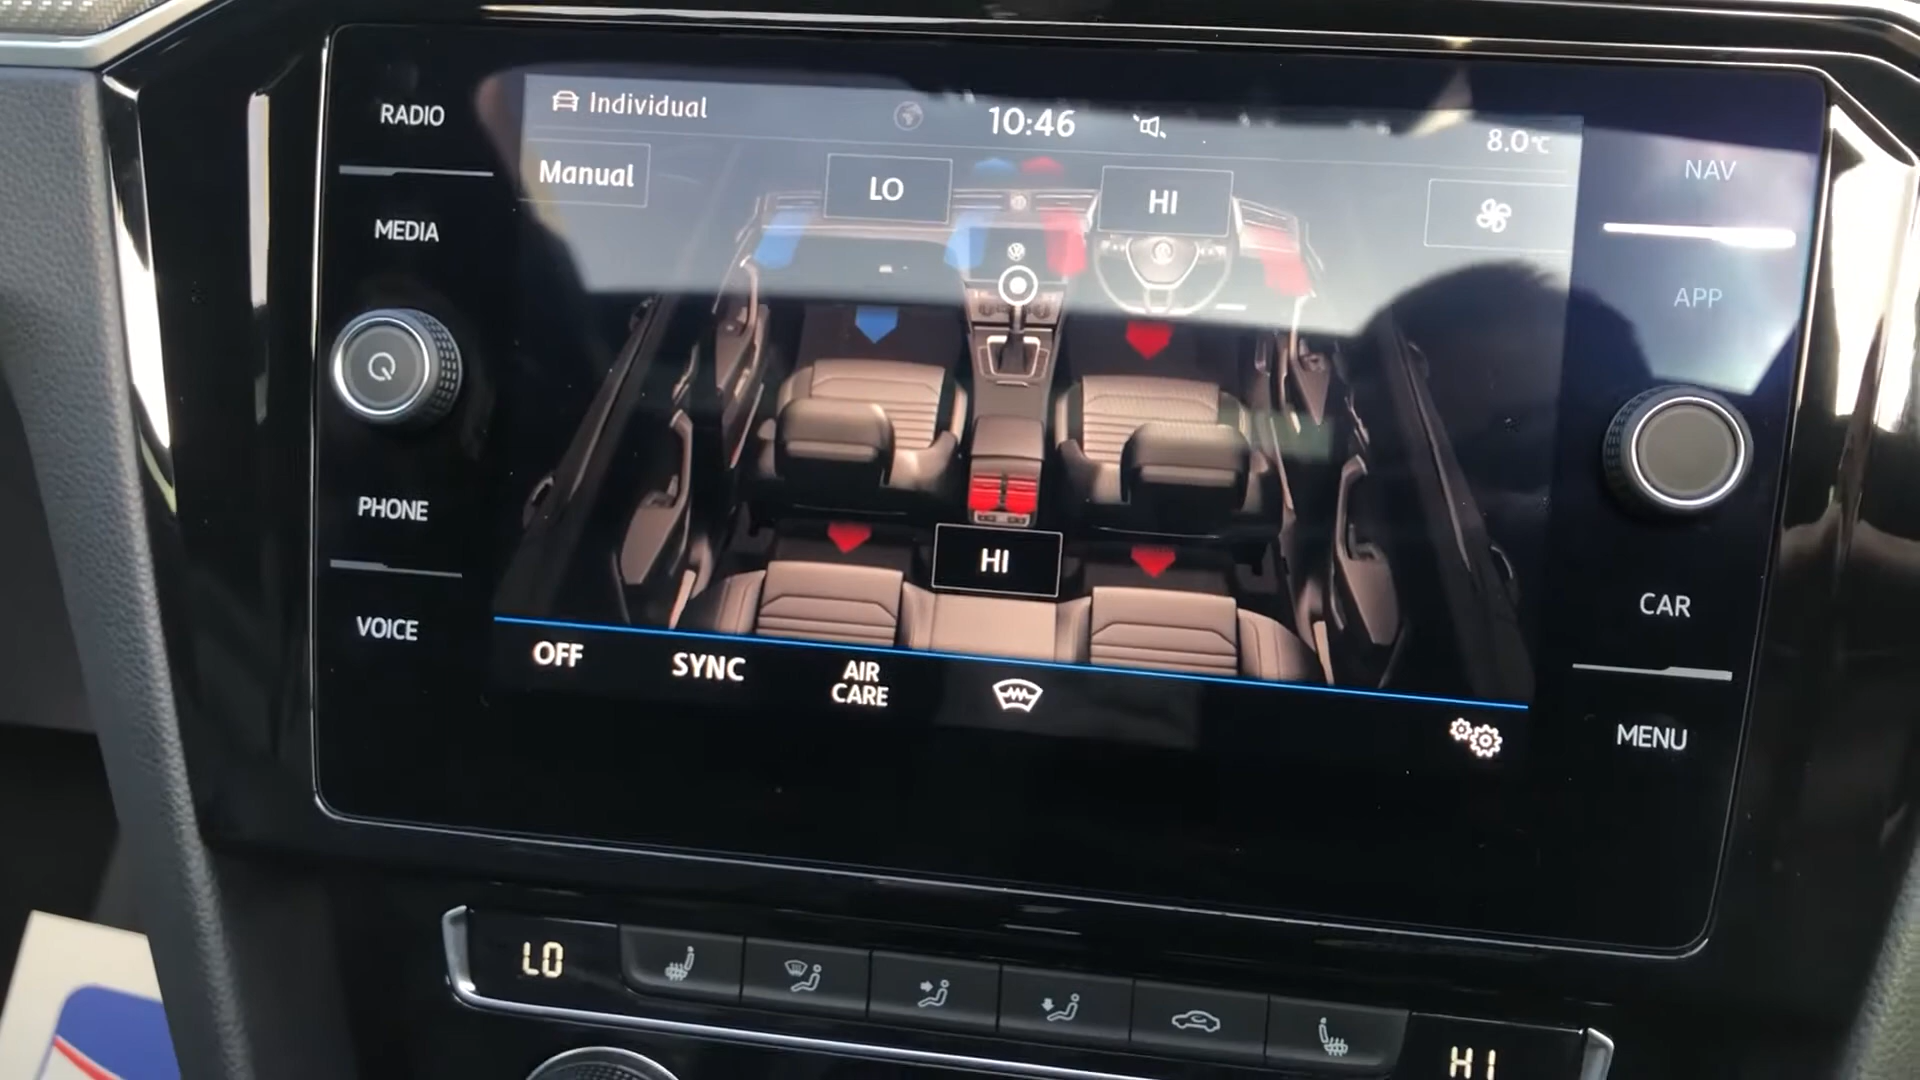 RADIO
MEDIA
PHONE
VOICE
Individual
10:46
8.0°C
Manual
LO
HI
HI
OFF
SYNC
AIR
CARE
NAV
APP
CAR
MENU
LO
HI